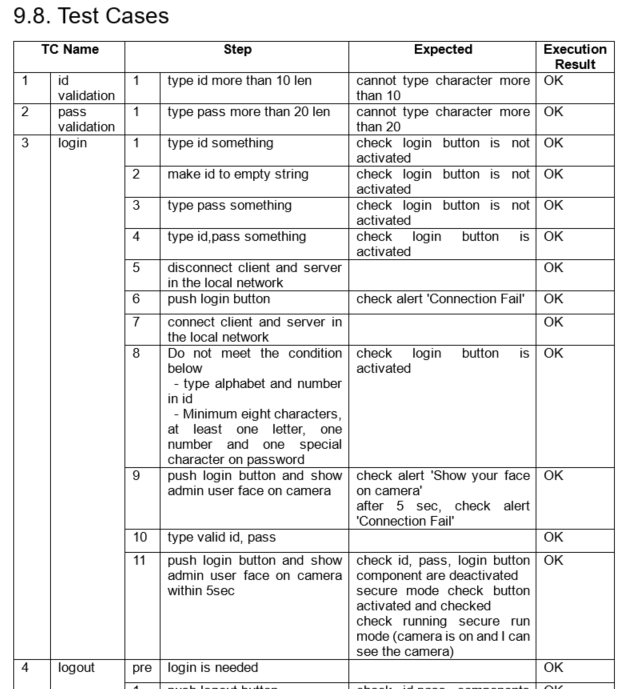 9.8. Test Cases
TC Name Step Expected Execution
Result
1 id 1 type id more than 10 len cannot type character more OK
validation than 10
2 pass 1 type pass more than 20 len cannot type character more OK
validation than 20
3 login 1 type id something check login button is not OK
activated
2 make id to empty string check login button is not OK
activated
3 type pass something check login button is not OK
activated
4 type id,pass something check login button is OK
activated
5 disconnect client and server OK
in the local network
6 push login button check alert 'Connection Fail' OK
7 connect client and server in OK
the local network
8 Do not meet the condition check login button is OK
below activated
- type alphabet and number
in id
- Minimum eight characters,
at least one letter, one
number and one special
character on password
9 push login button and show check alert 'Show your face OK
admin user face on camera on camera'
after 5 sec, check alert
'Connection Fail'
10 type valid id, pass OK
11 push login button and show check id, pass, login button OK
admin user face on camera component are deactivated
within 5sec secure mode check button
activated and checked
check running secure run
mode (camera is on and I can
see the camera)
4 logout pre login is needed OK
1 push logout button check id,pass components OK